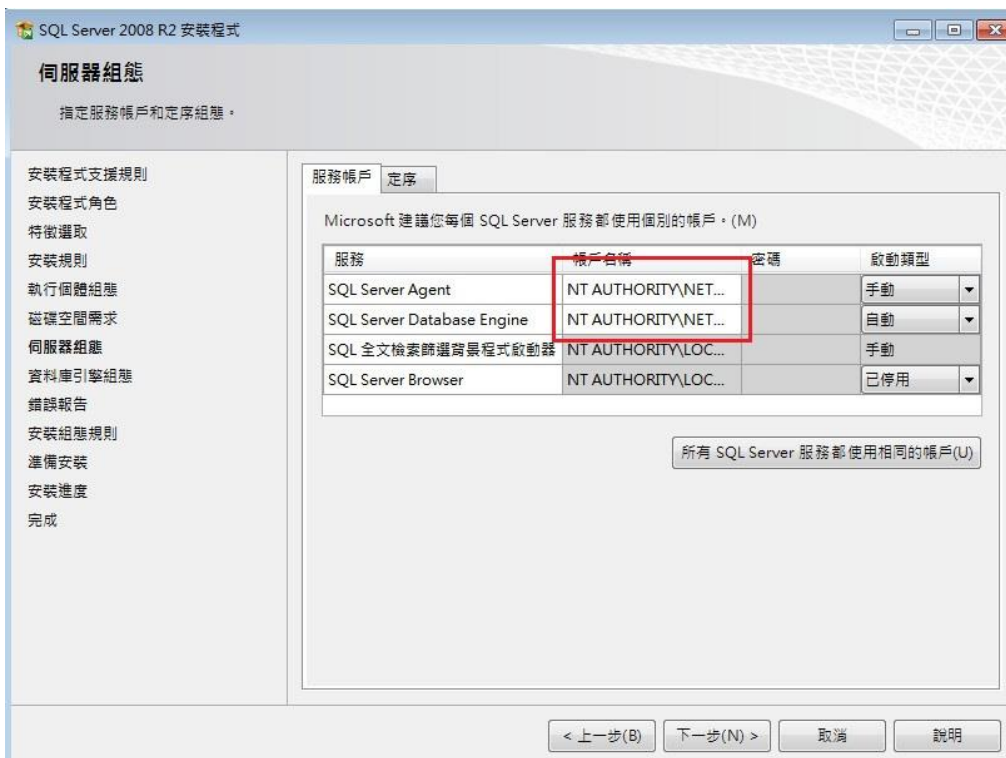 SQL Server 2008 R2 安裝程式
伺服器組態
指定服務帳戶和定序組態。
安裝程式支援規則
安裝程式角色
特徵選取
安裝規則
執行個體組態
磁碟空間需求
伺服器組態
資料庫引擎組態
錯誤報告
安裝組態規則
準備安裝
安裝進度
完成
服務帳戶 定序
Microsoft 建議您每個 SQL Server 服務都使用個別的帳戶。(M)
服務 帳戶名稱 密碼 啟動類型
SQL Server Agent NT AUTHORITY\NET... 手動
SQL Server Database Engine NT AUTHORITY\NET... 自動
SQL 全文檢索篩選背景程式啟動器 NT AUTHORITY\LOC... 手動
SQL Server Browser NT AUTHORITY\LOC... 已停用
所有 SQL Server 服務都使用相同的帳戶(U)
< 上一步(B) 下一步(N) > 取消 說明